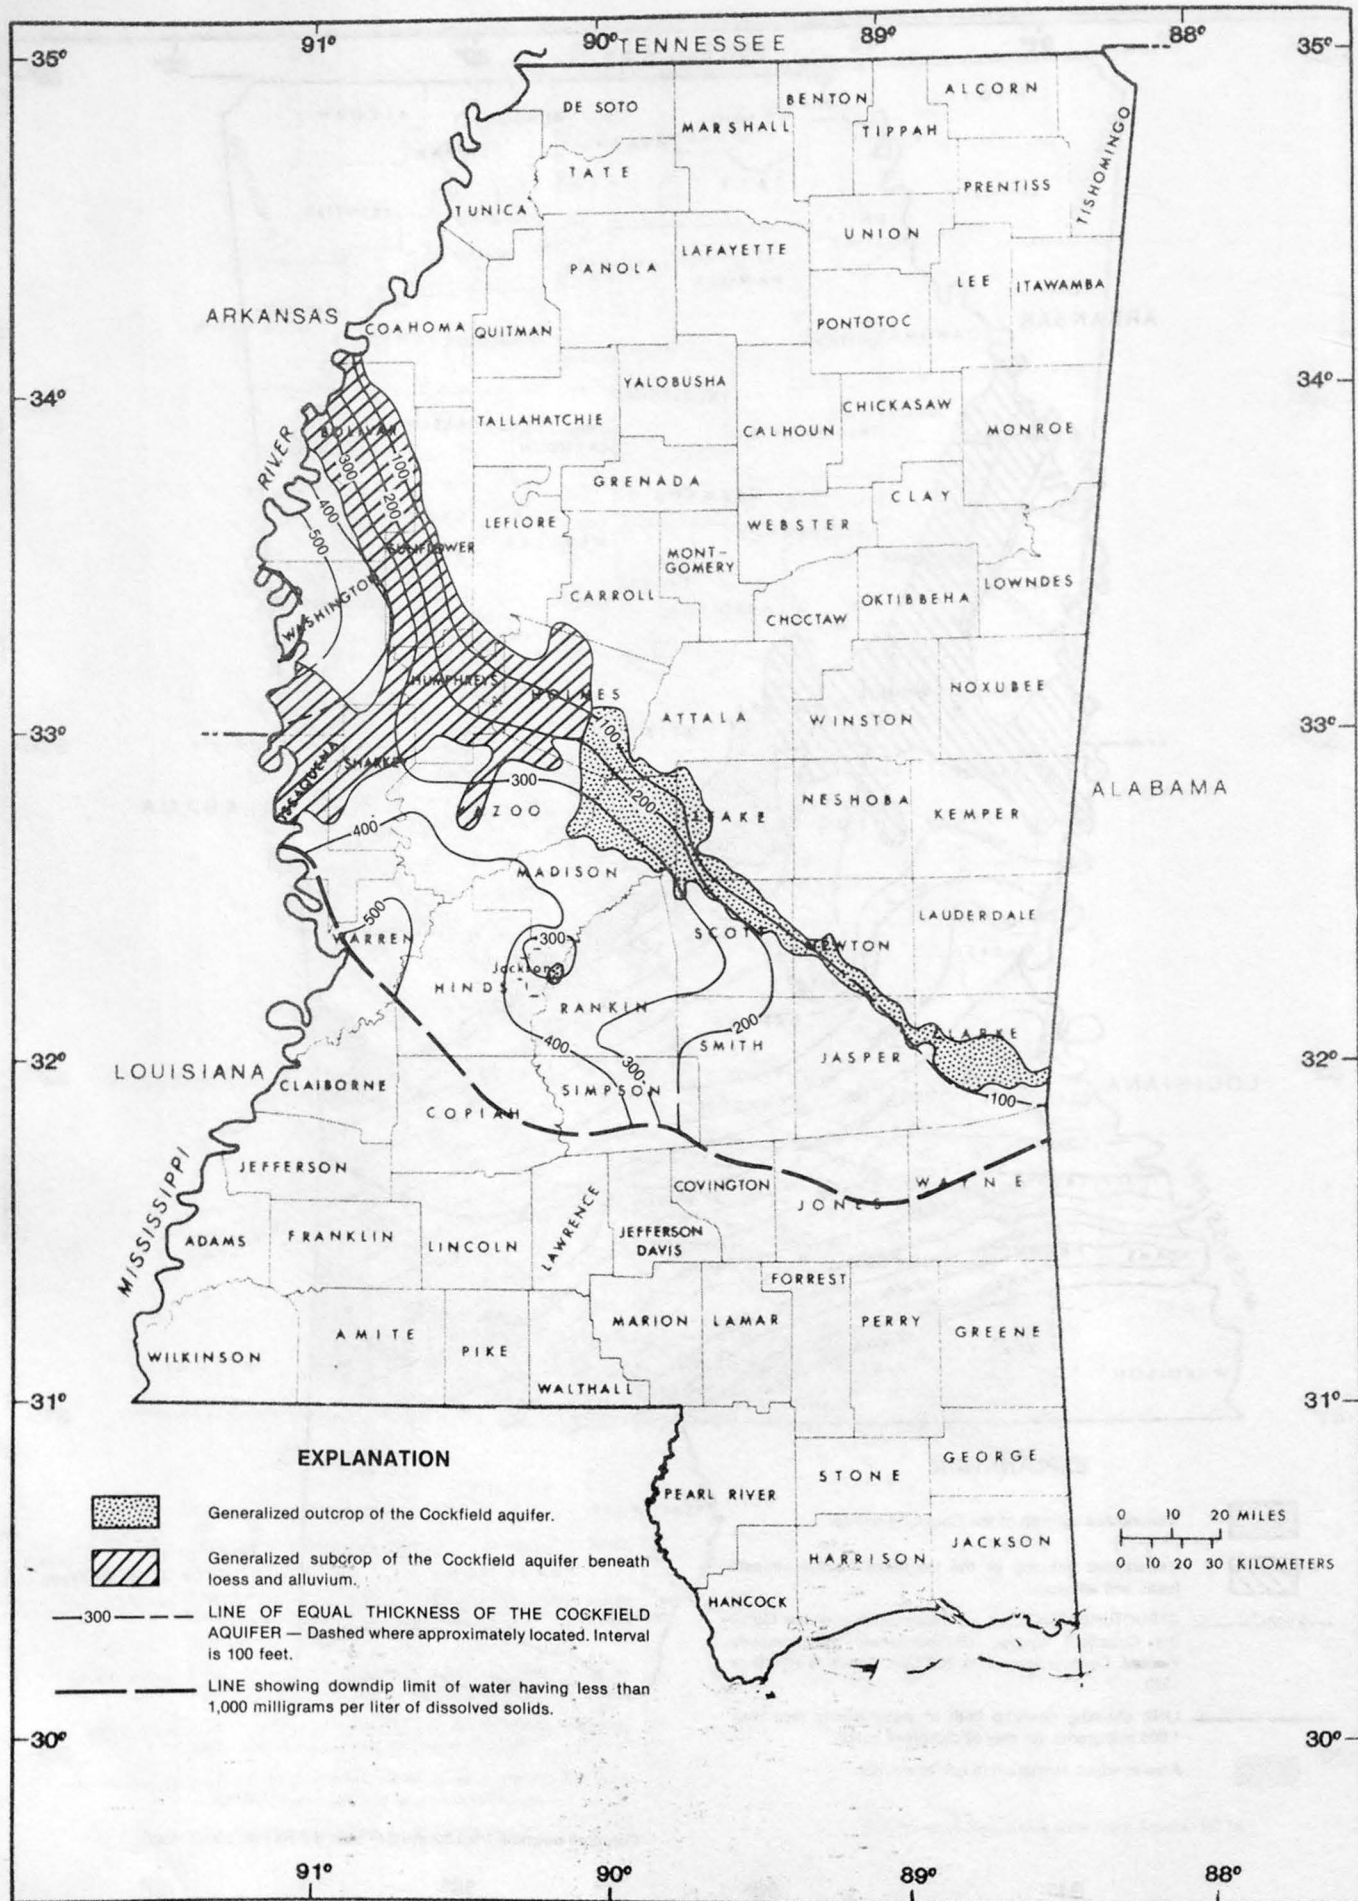 91° 90° TENNESSEE 89° 88°
35° 35°
DE SOTO BENTON ALCORN
MARSHALL TIPPAH
TISHOMINGO
TATE PRENTISS
TUNICA
UNION
LAFAYETTE
PANOLA
LEE ITAWAMBA
ARKANSAS
COAHOMA QUITMAN PONTOTOC
34° 34°
YALOBUSHA
CHICKASAW
TALLAHATCHIE
BOLIVAR CALHOUN MONROE
RIVER
300 100
GRENADA
400 200 CLAY
LEFLORE WEBSTER
500
SUNFLOWER
MONT-
GOMERY
LOWNDES
WASHINGTON CARROLL OKTIBBEHA
CHOCTAW
HUMPHREYS HOLMES NOXUBEE
ATTALA WINSTON
33° 100 33°
SHARKEY
ISSAQUENA
300 ALABAMA
200 NESHOBA
YAZOO LEAKE KEMPER
400
MADISON
500 LAUDERDALE
WARREN 300 SCOTT NEWTON
Jackson
HINDS RANKIN
200 CLARKE
400 SMITH JASPER
32° 300 32°
LOUISIANA CLAIBORNE SIMPSON
100
COPIAH
JEFFERSON
MISSISSIPPI
COVINGTON WAYNE
LAWRENCE JONES
ADAMS FRANKLIN LINCOLN JEFFERSON
DAVIS
FORREST
MARION LAMAR PERRY GREENE
AMITE
WILKINSON PIKE
WALTHALL
31° 31°
EXPLANATION
GEORGE
STONE
PEARL RIVER
Generalized outcrop of the Cockfield aquifer.
0 10 20 MILES
JACKSON
HARRISON
0 10 20 30 KILOMETERS
Generalized subcrop of the Cockfield aquifer beneath
loess and alluvium.
HANCOCK
300 LINE OF EQUAL THICKNESS OF THE COCKFIELD
AQUIFER — Dashed where approximately located. Interval
is 100 feet.
LINE showing downdip limit of water having less than
1,000 milligrams per liter of dissolved solids.
30° 30°
91° 90° 89° 88°